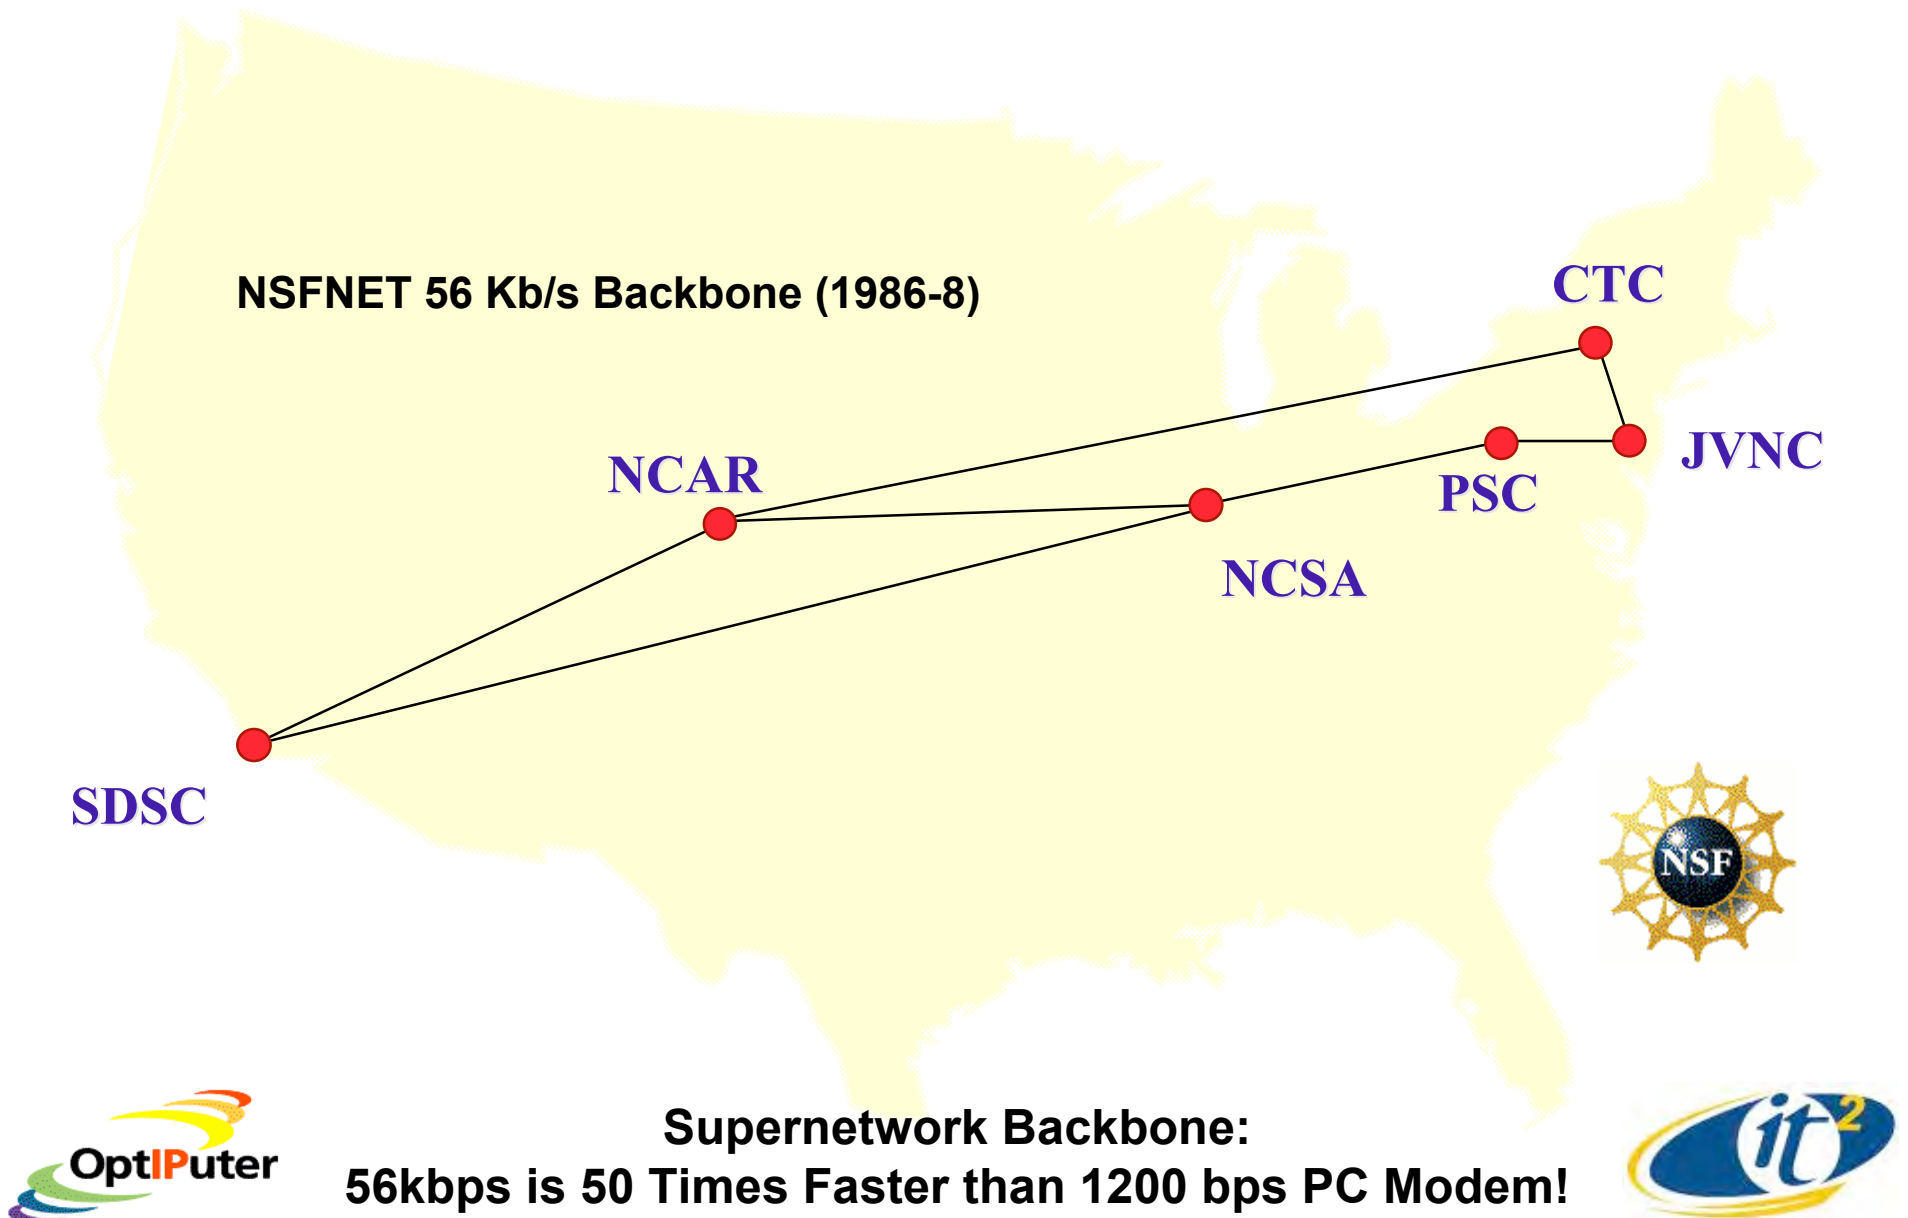 NSFNET 56 Kb/s Backbone (1986-8)
CTC
NCAR
JVNC
PSC
NCSA
SDSC
NSF
OptIPuter
Supernetwork Backbone:
56kbps is 50 Times Faster than 1200 bps PC Modem!
it2